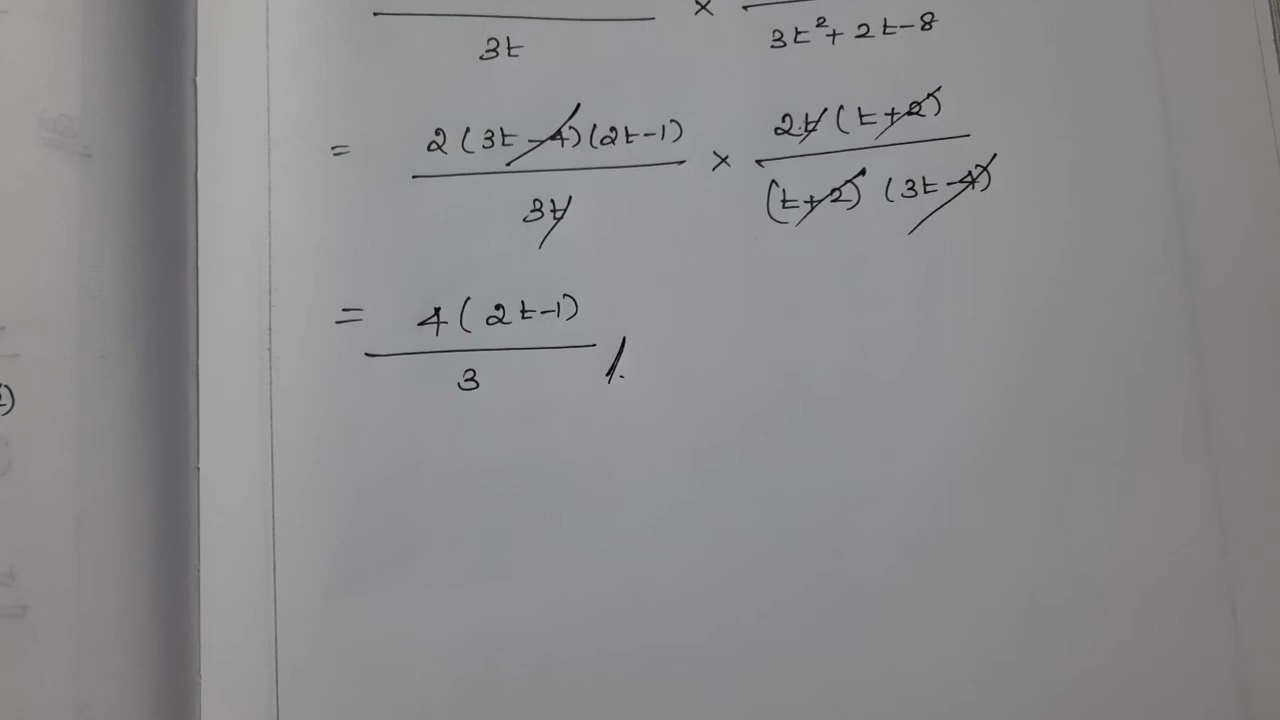 × 
3t 3t²+2t-8
= 2(3t-4)(2t-1) × 2t(t+2)
3t (t+2) (3t-4)
= 4(2t-1)
3